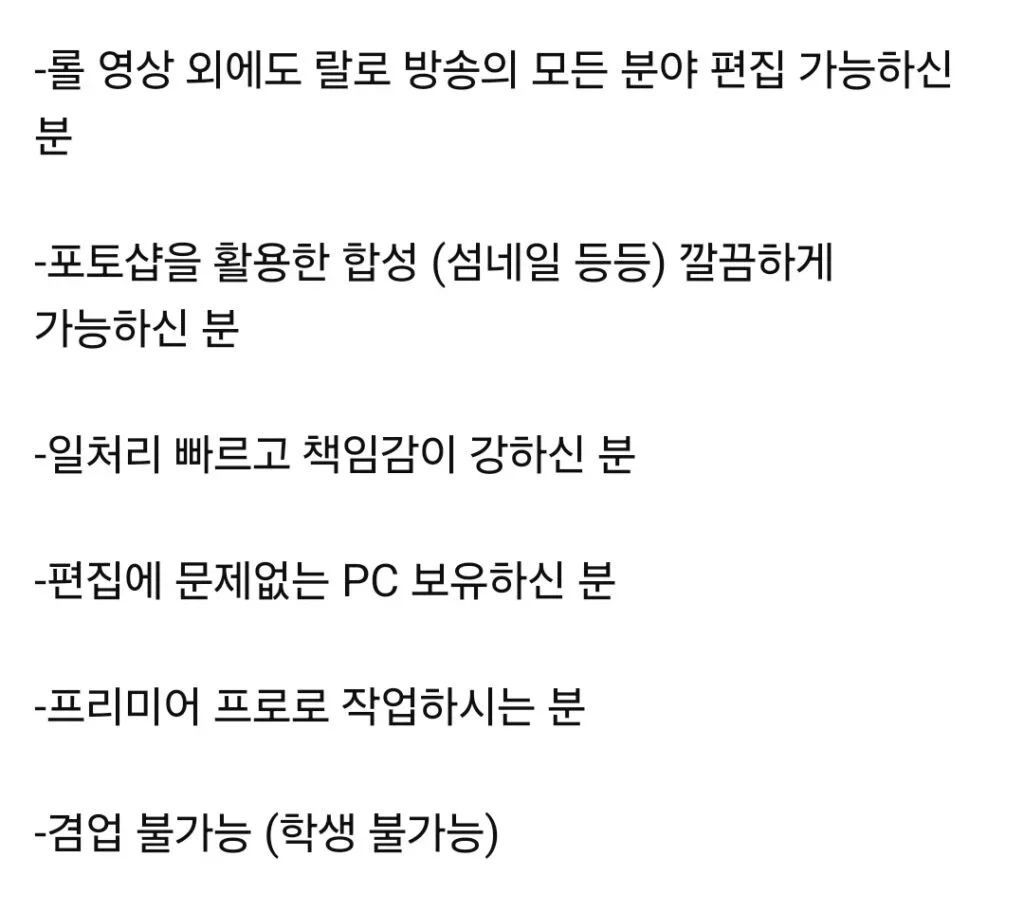 -롤 영상 외에도 랄로 방송의 모든 분야 편집 가능하신
분
-포토샵을 활용한 합성 (섬네일 등등) 깔끔하게
가능하신 분
-일처리 빠르고 책임감이 강하신 분
-편집에 문제없는 PC 보유하신 분
-프리미어 프로로 작업하시는 분
-겸업 불가능 (학생 불가능)